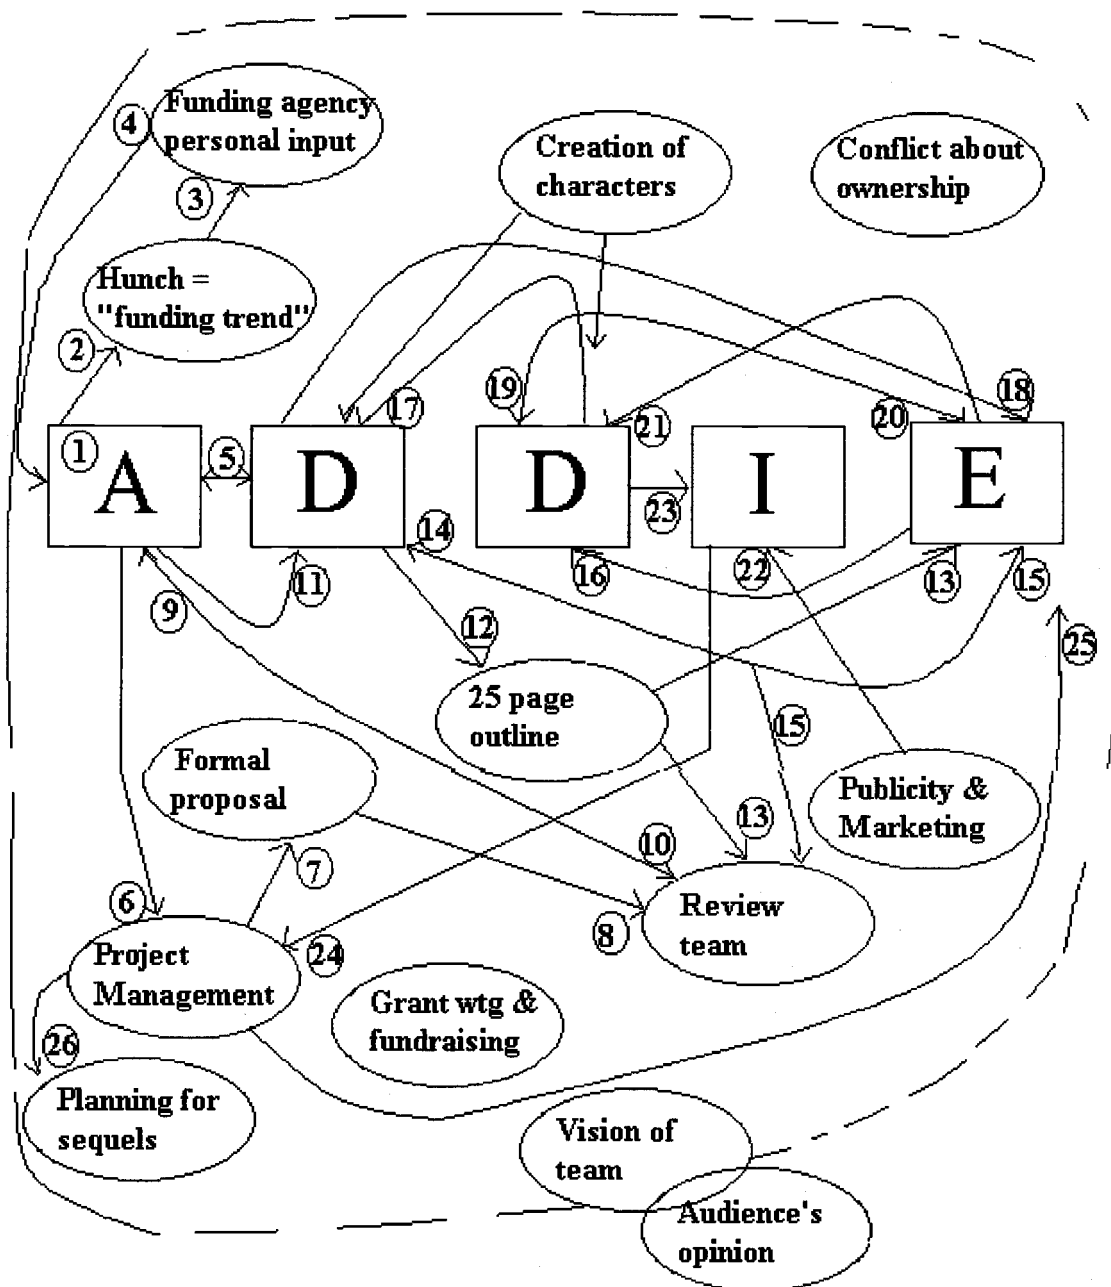 4
Funding agency
personal input
Creation of
characters
Conflict about
ownership
3
Hunch =
"funding trend"
2
19
17
21
20
18
1
A
5
D
D
I
E
23
14
9
11
16
22
13
15
12
25
25 page
outline
15
Formal
proposal
Publicity &
Marketing
13
10
7
6
8
Review
team
24
Project
Management
Grant wtg &
fundraising
26
Planning for
sequels
Vision of
team
Audience's
opinion